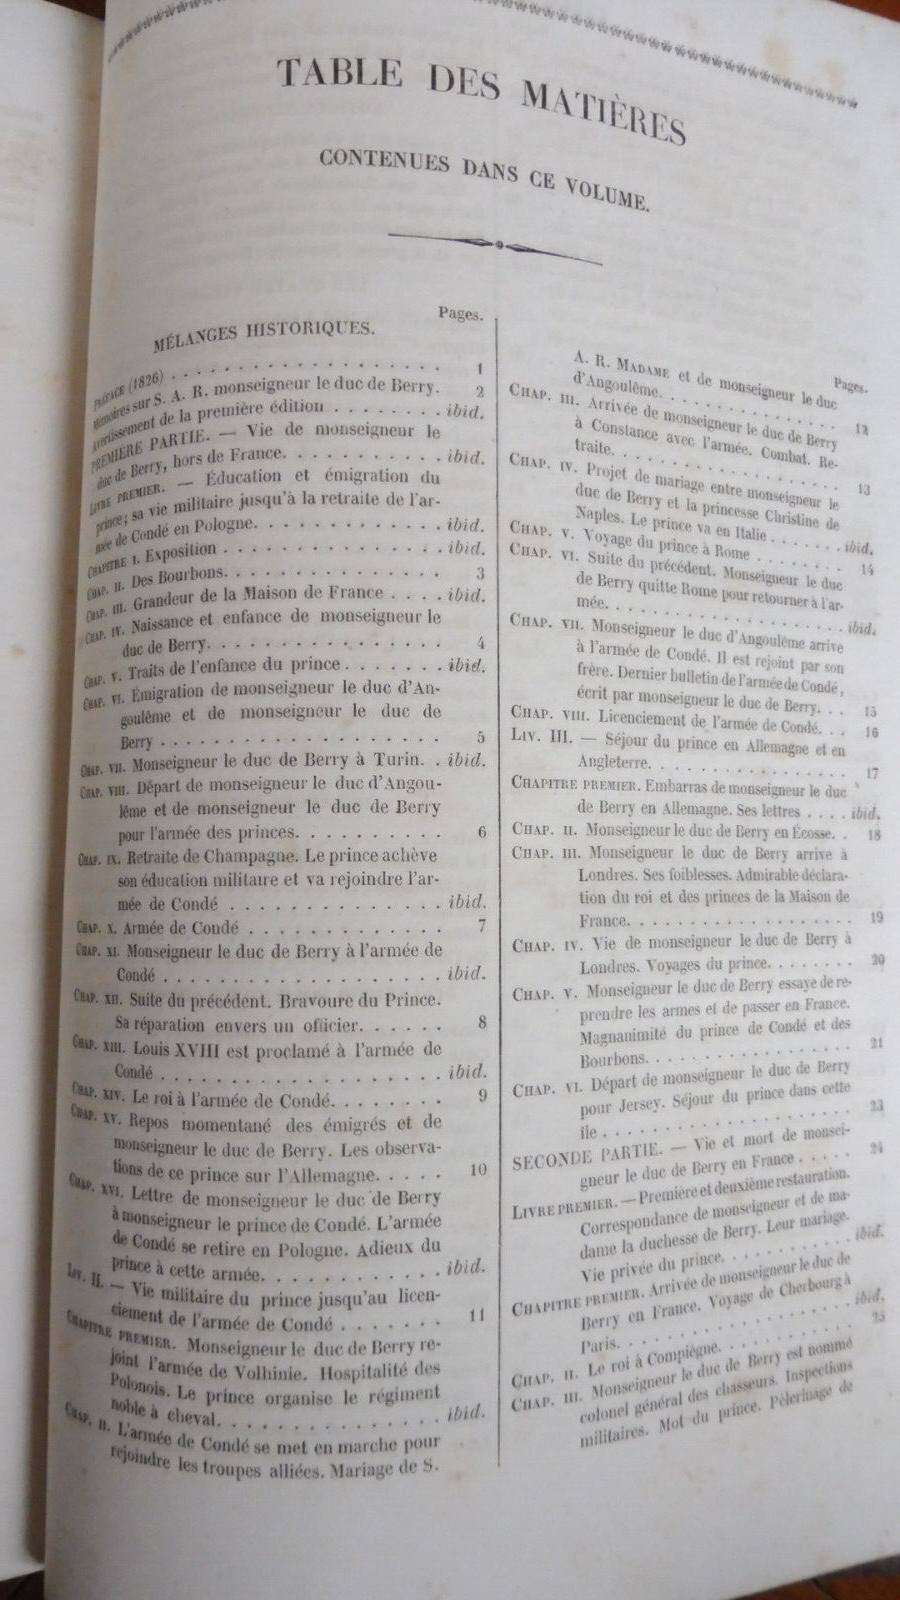 TABLE DES MATIÈRES
CONTENUES DANS CE VOLUME.
Pages.
MÉLANGES HISTORIQUES.
PRÉFACE (1826) . . . . . . . . . . . . . . . . . 1
Mémoires sur S. A. R. monseigneur le duc de Berry. 2
Avertissement de la première édition . . . . . . . . ibid.
PREMIÈRE PARTIE. — Vie de monseigneur le
duc de Berry, hors de France. . . . . . . . . . . ibid.
LIVRE PREMIER. — Éducation et émigration du
prince; sa vie militaire jusqu'à la retraite de l'ar-
mée de Condé en Pologne. . . . . . . . . . . . . ibid.
CHAPITRE I. Exposition . . . . . . . . . . . . . . . ibid.
CHAP. II. Des Bourbons. . . . . . . . . . . . . . . 3
CHAP. III. Grandeur de la Maison de France . . . . ibid.
CHAP. IV. Naissance et enfance de monseigneur le
duc de Berry. . . . . . . . . . . . . . . . 4
CHAP. V. Traits de l'enfance du prince . . . . . . . ibid.
CHAP. VI. Émigration de monseigneur le duc d'An-
goulême et de monseigneur le duc de
Berry . . . . . . . . . . . . . . . . . . . 5
CHAP. VII. Monseigneur le duc de Berry à Turin. . ibid.
CHAP. VIII. Départ de monseigneur le duc d'Angou-
lême et de monseigneur le duc de Berry
pour l'armée des princes. . . . . . . . . . 6
CHAP. IX. Retraite de Champagne. Le prince achève
son éducation militaire et va rejoindre l'ar-
mée de Condé . . . . . . . . . . . . . . ibid.
CHAP. X. Armée de Condé . . . . . . . . . . . . . 7
CHAP. XI. Monseigneur le duc de Berry à l'armée de
Condé . . . . . . . . . . . . . . . . . . . ibid.
CHAP. XII. Suite du précédent. Bravoure du Prince.
Sa réparation envers un officier. . . . . . 8
CHAP. XIII. Louis XVIII est proclamé à l'armée de
Condé . . . . . . . . . . . . . . . . . . . ibid.
CHAP. XIV. Le roi à l'armée de Condé. . . . . . . . 9
CHAP. XV. Repos momentané des émigrés et de
monseigneur le duc de Berry. Les observa-
tions de ce prince sur l'Allemagne. . . . . 10
CHAP. XVI. Lettre de monseigneur le duc de Berry
à monseigneur le prince de Condé. L'armée
de Condé se retire en Pologne. Adieux du
prince à cette armée. . . . . . . . . . . . ibid.
LIV. II. — Vie militaire du prince jusqu'au licen-
ciement de l'armée de Condé . . . . . . . 11
CHAPITRE PREMIER. Monseigneur le duc de Berry re-
joint l'armée de Volhinie. Hospitalité des
Polonois. Le prince organise le régiment
noble à cheval. . . . . . . . . . . . . . . ibid.
CHAP. II. L'armée de Condé se met en marche pour
rejoindre les troupes alliées. Mariage de S.
Pages.
A. R. MADAME et de monseigneur le duc
d'Angoulême. . . . . . . . . . . . . . 12
CHAP. III. Arrivée de monseigneur le duc de Berry
à Constance avec l'armée. Combat. Re-
traite. . . . . . . . . . . . . . . . . . 13
CHAP. IV. Projet de mariage entre monseigneur le
duc de Berry et la princesse Christine de
Naples. Le prince va en Italie . . . . . . . ibid.
CHAP. V. Voyage du prince à Rome . . . . . . . . 14
CHAP. VI. Suite du précédent. Monseigneur le duc
de Berry quitte Rome pour retourner à l'ar-
mée. . . . . . . . . . . . . . . . . . . ibid.
CHAP. VII. Monseigneur le duc d'Angoulême arrive
à l'armée de Condé. Il est rejoint par son
frère. Dernier bulletin de l'armée de Condé,
écrit par monseigneur le duc de Berry. . . 15
CHAP. VIII. Licenciement de l'armée de Condé. . . 16
LIV. III. — Séjour du prince en Allemagne et en
Angleterre. . . . . . . . . . . . . . . . 17
CHAPITRE PREMIER. Embarras de monseigneur le duc
de Berry en Allemagne. Ses lettres . . . . ibid.
CHAP. II. Monseigneur le duc de Berry en Écosse. . 18
CHAP. III. Monseigneur le duc de Berry arrive à
Londres. Ses foiblesses. Admirable déclara-
tion du roi et des princes de la Maison de
France. . . . . . . . . . . . . . . . . . 19
CHAP. IV. Vie de monseigneur le duc de Berry à
Londres. Voyages du prince. . . . . . . . 20
CHAP. V. Monseigneur le duc de Berry essaye de re-
prendre les armes et de passer en France.
Magnanimité du prince de Condé et des
Bourbons. . . . . . . . . . . . . . . . . 21
CHAP. VI. Départ de monseigneur le duc de Berry
pour Jersey. Séjour du prince dans cette
île . . . . . . . . . . . . . . . . . . . 23
SECONDE PARTIE. — Vie et mort de monsei-
gneur le duc de Berry en France . . . . . 24
LIVRE PREMIER. — Première et deuxième restauration.
Correspondance de monseigneur et de ma-
dame la duchesse de Berry. Leur mariage.
Vie privée du prince. . . . . . . . . . . ibid.
CHAPITRE PREMIER. Arrivée de monseigneur le duc de
Berry en France. Voyage de Cherbourg à
Paris. . . . . . . . . . . . . . . . . . ibid.
CHAP. II. Le roi à Compiègne. . . . . . . . . . . 25
CHAP. III. Monseigneur le duc de Berry est nommé
colonel général des chasseurs. Inspections
militaires. Mot du prince. Pèlerinage de